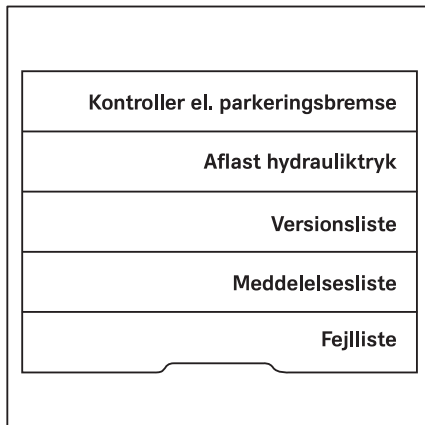 Kontroller el. parkeringsbremse
Aflast hydrauliktryk
Versionsliste
Meddelelsesliste
Fejlliste